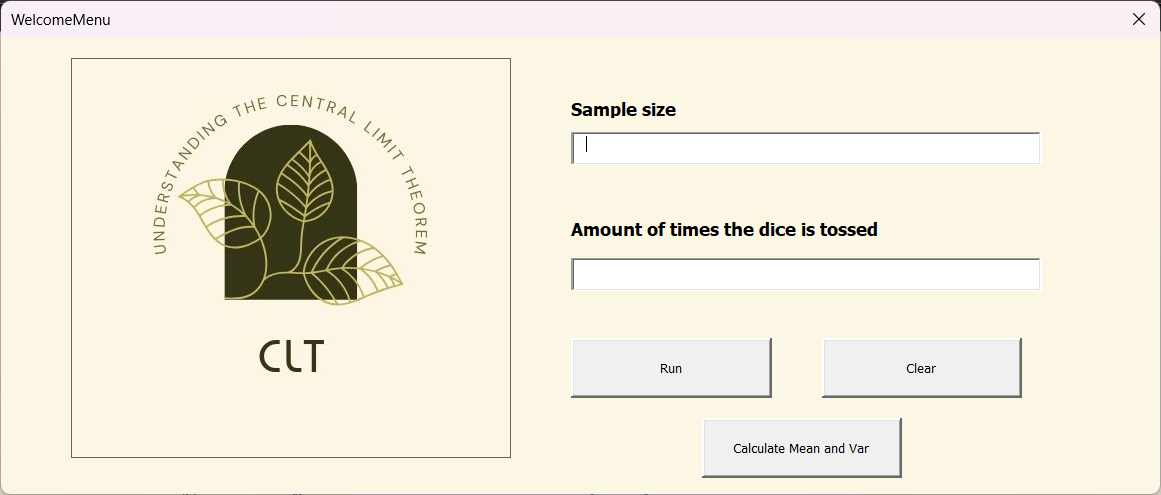 WelcomeMenu
UNDERSTANDING THE CENTRAL LIMIT THEOREM
CLT
Sample size
Amount of times the dice is tossed
Run
Clear
Calculate Mean and Var